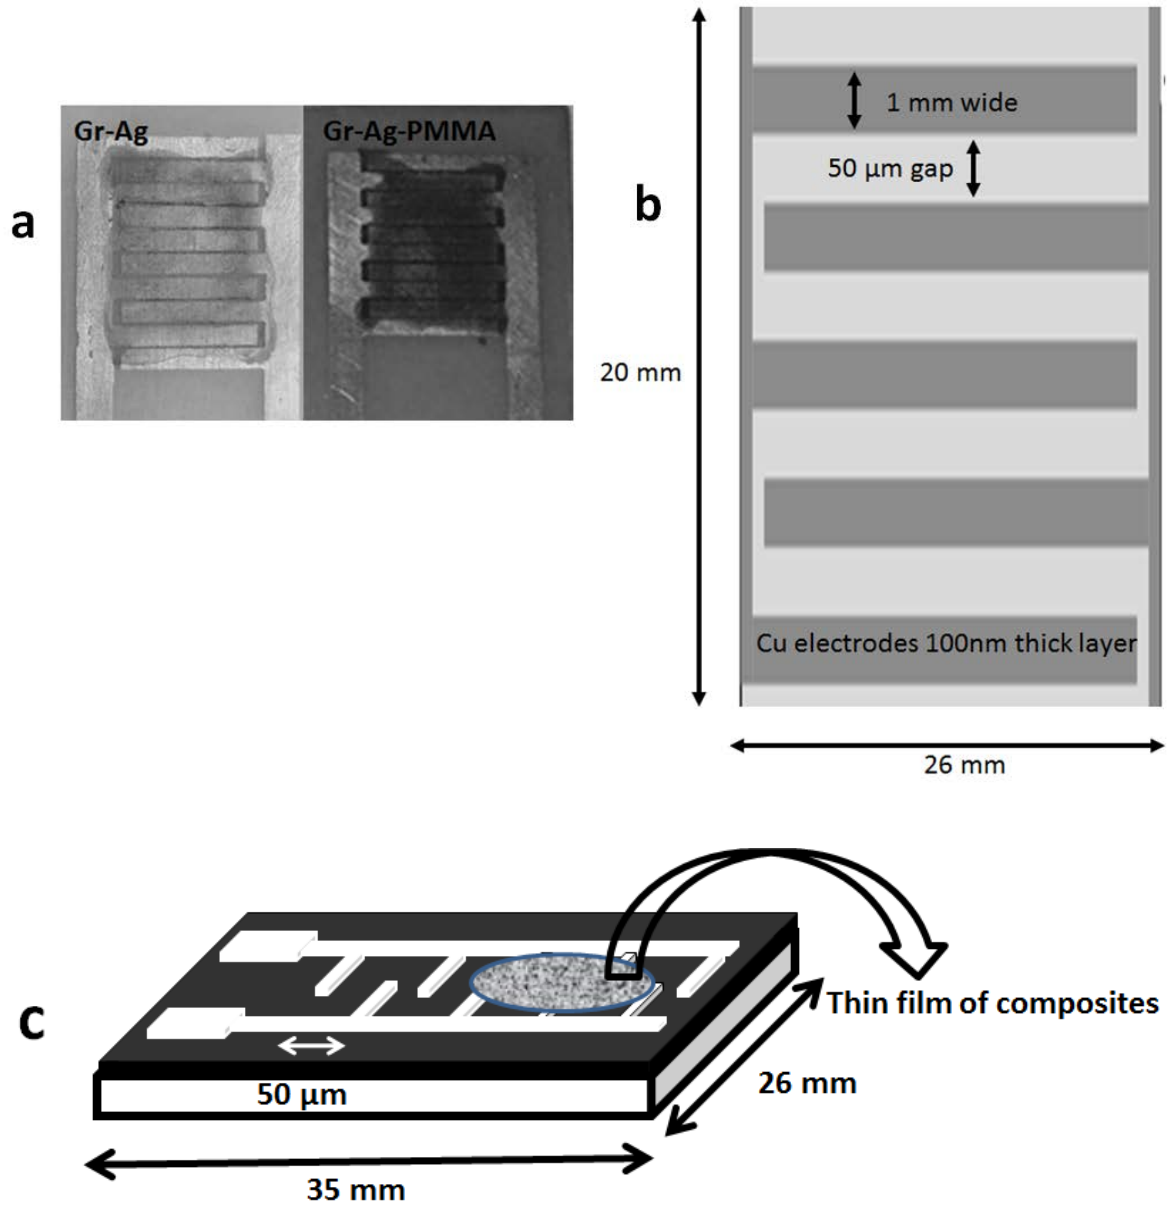 a
Gr-Ag
Gr-Ag-PMMA
b
1 mm wide
50 µm gap
20 mm
Cu electrodes 100nm thick layer
26 mm
c
Thin film of composites
50 µm
26 mm
35 mm